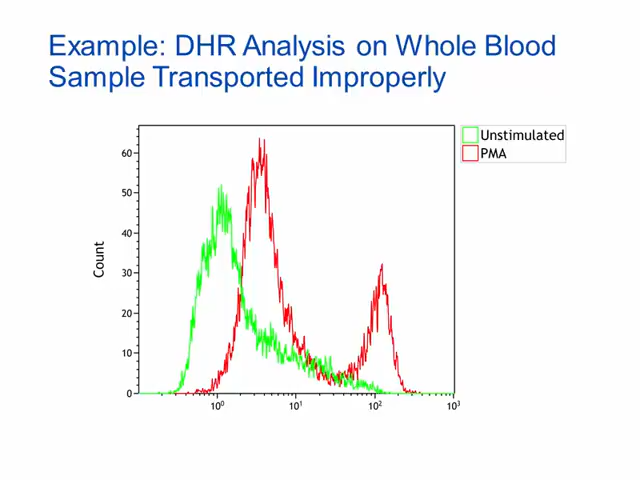 Example: DHR Analysis on Whole Blood
Sample Transported Improperly
Unstimulated
PMA
60
50
40
30
20
10
0
Count
10⁰
10¹
10²
10³